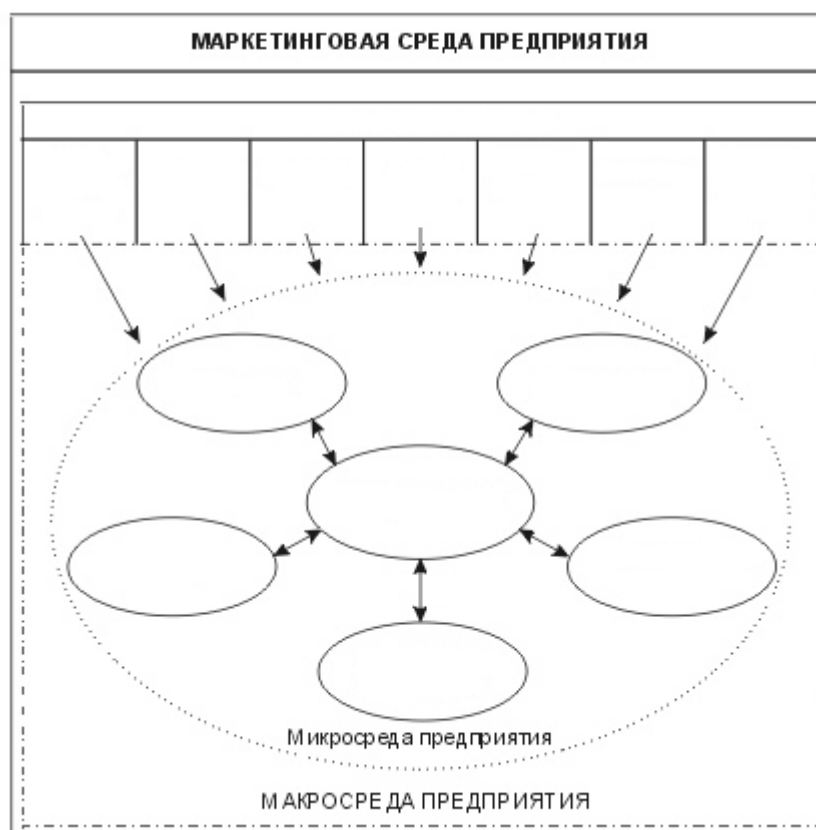 МАРКЕТИНГОВАЯ СРЕДА ПРЕДПРИЯТИЯ
Микросреда предприятия
МАКРОСРЕДА ПРЕДПРИЯТИЯ